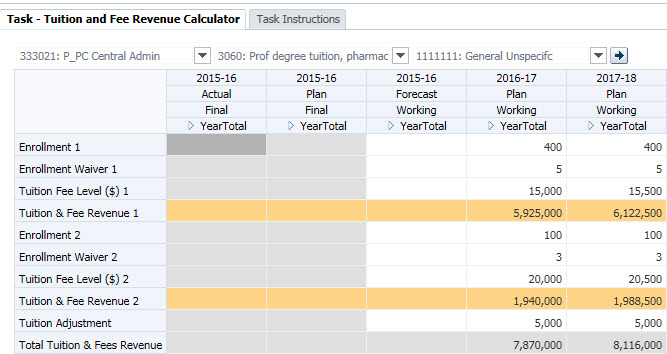 Task - Tuition and Fee Revenue Calculator Task Instructions
333021: P_PC Central Admin 3060: Prof degree tuition, pharmac 1111111: General Unspecifc
2015-16 2015-16 2015-16 2016-17 2017-18
Actual Plan Forecast Plan Plan
Final Final Working Working Working
YearTotal YearTotal YearTotal YearTotal YearTotal
Enrollment 1 400 400
Enrollment Waiver 1 5 5
Tuition Fee Level ($) 1 15,000 15,500
Tuition & Fee Revenue 1 5,925,000 6,122,500
Enrollment 2 100 100
Enrollment Waiver 2 3 3
Tuition Fee Level ($) 2 20,000 20,500
Tuition & Fee Revenue 2 1,940,000 1,988,500
Tuition Adjustment 5,000 5,000
Total Tuition & Fees Revenue 7,870,000 8,116,000